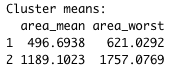 Cluster means:
  area_mean area_worst
1  496.6938   621.0292
2 1189.1023  1757.0769